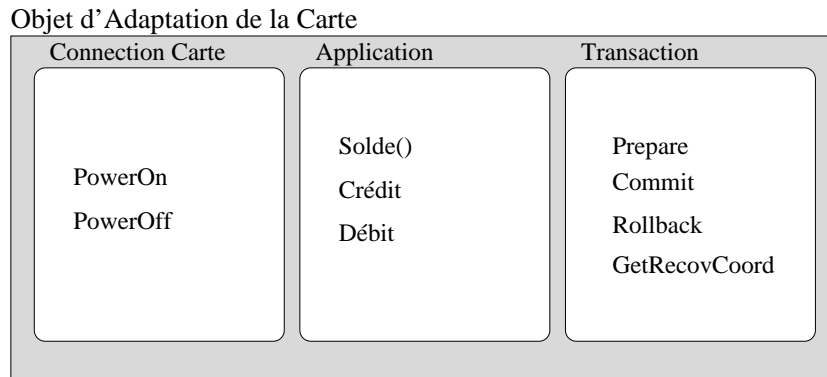 Objet d'Adaptation de la Carte
Connection Carte
PowerOn
PowerOff
Application
Solde()
Crédit
Débit
Transaction
Prepare
Commit
Rollback
GetRecovCoord